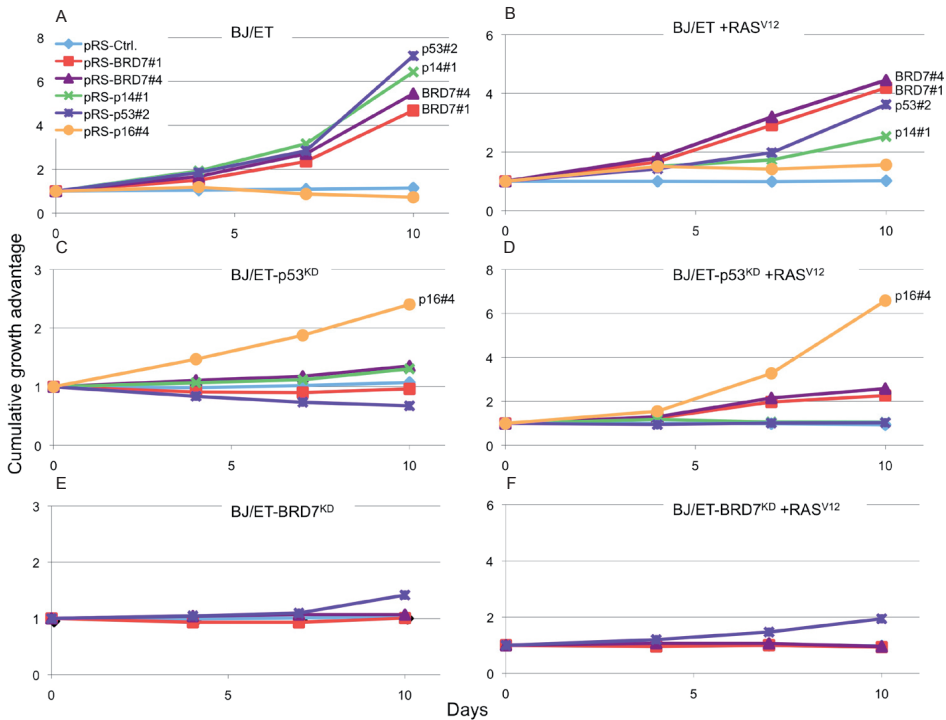 A
BJ/ET
8
6
4
2
0
0
5
10
pRS-Ctrl.
pRS-BRD7#1
pRS-BRD7#4
pRS-p14#1
pRS-p53#2
pRS-p16#4
p53#2
p14#1
BRD7#4
BRD7#1
B
BJ/ET +RASV12
6
4
2
0
0
5
10
BRD7#4
BRD7#1
p53#2
p14#1
C
BJ/ET-p53KD
3
2
1
0
0
5
10
p16#4
D
BJ/ET-p53KD +RASV12
8
6
4
2
0
0
5
10
p16#4
Cumulative growth advantage
E
BJ/ET-BRD7KD
3
2
1
0
0
5
10
F
BJ/ET-BRD7KD +RASV12
6
4
2
0
0
5
10
Days